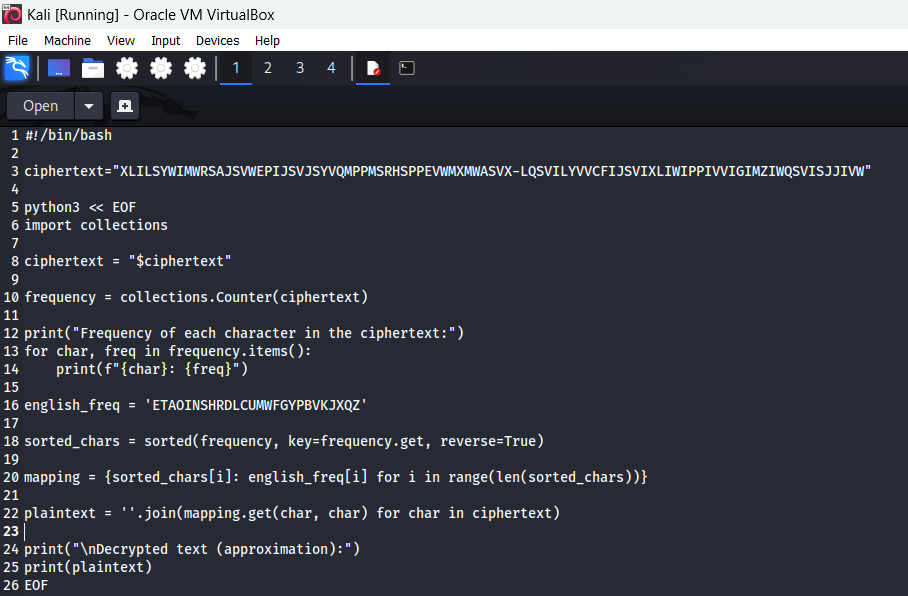 Kali [Running] - Oracle VM VirtualBox
File Machine View Input Devices Help
1 2 3 4
Open
1 #!/bin/bash
2
3 ciphertext="XLILSYWIMWRSAJSVWEPIJSVJSYVQMPPMSRHSPPEVWMXMWASVX-LQSVILYVVCFIJSVIXLIWIPPIVVIGIMZIWQSVISJJIVW"
4
5 python3 << EOF
6 import collections
7
8 ciphertext = "$ciphertext"
9
10 frequency = collections.Counter(ciphertext)
11
12 print("Frequency of each character in the ciphertext:")
13 for char, freq in frequency.items():
14     print(f"{char}: {freq}")
15
16 english_freq = 'ETAOINSHRDLCUMWFGYPBVKJXQZ'
17
18 sorted_chars = sorted(frequency, key=frequency.get, reverse=True)
19
20 mapping = {sorted_chars[i]: english_freq[i] for i in range(len(sorted_chars))}
21
22 plaintext = ''.join(mapping.get(char, char) for char in ciphertext)
23
24 print("\nDecrypted text (approximation):")
25 print(plaintext)
26 EOF